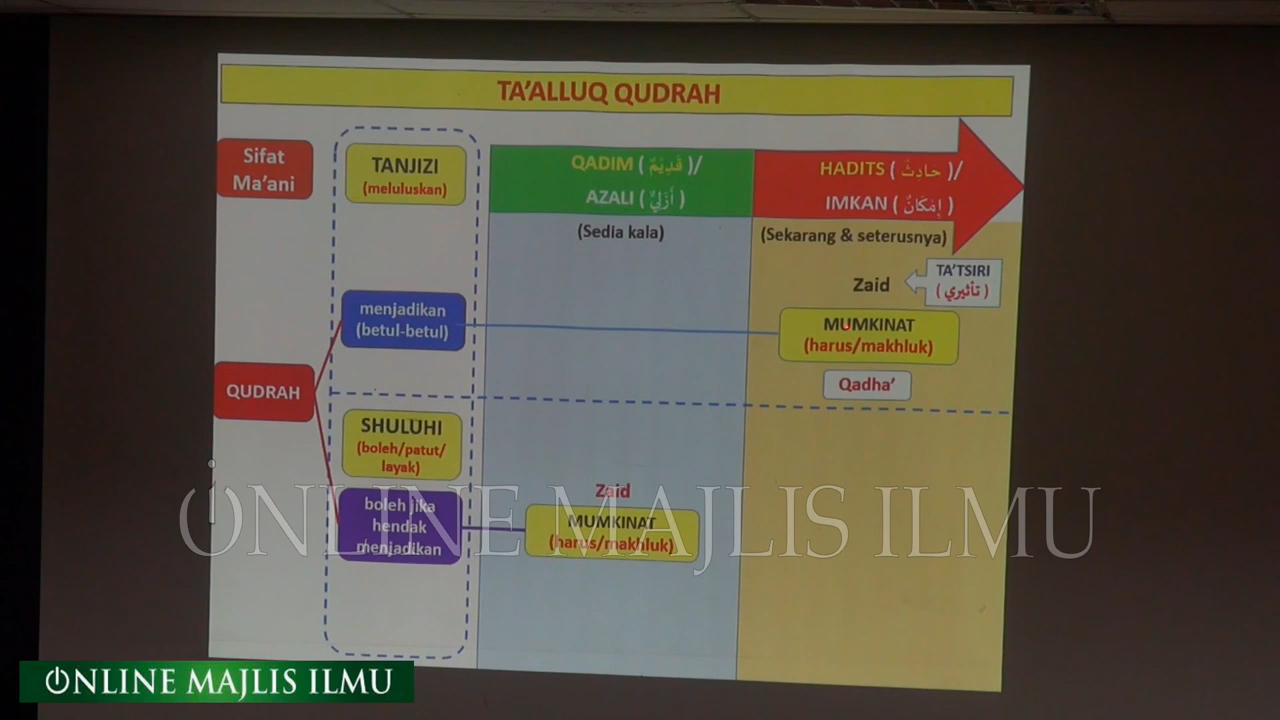 TA'ALLUQ QUDRAH
Sifat
Ma'ani
TANJIZI
(meluluskan)
QADIM ( قَدِيْمٌ )/
AZALI ( أَزَلِيٌّ )
(Sedia kala)
HADITS ( حَادِثٌ )/
IMKAN ( إِمْكَانٌ )
(Sekarang & seterusnya)
Zaid
TA'TSIRI
( تأثيري )
menjadikan
(betul-betul)
MUMKINAT
(harus/makhluk)
Qadha'
QUDRAH
SHULUHI
(boleh/patut/
layak)
boleh jika
hendak
menjadikan
Zaid
MUMKINAT
(harus/makhluk)
ONLINE MAJLIS ILMU
ONLINE MAJLIS ILMU